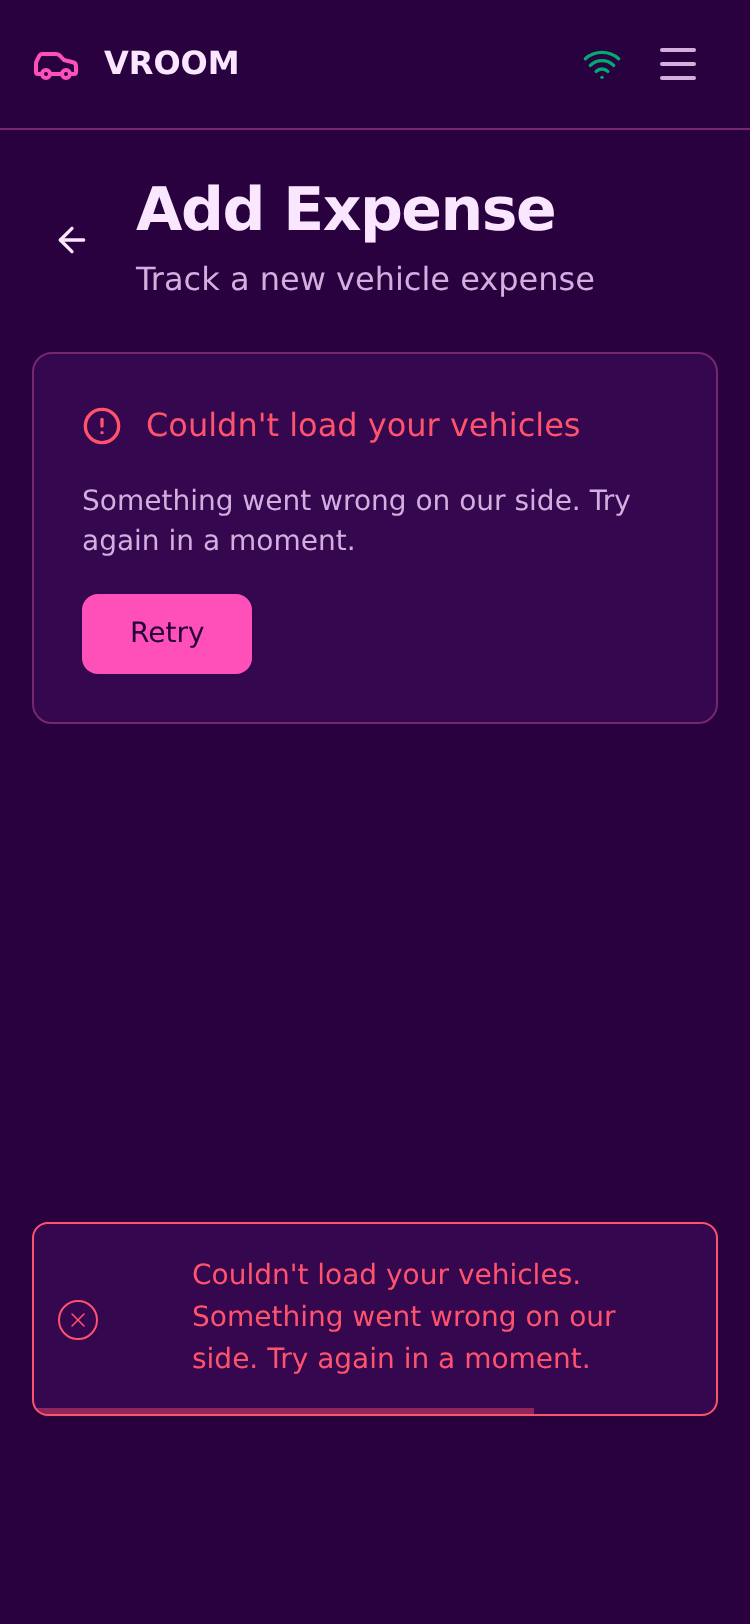 VROOM
Add Expense
Track a new vehicle expense
Couldn't load your vehicles
Something went wrong on our side. Try
again in a moment.
Retry
Couldn't load your vehicles.
Something went wrong on our
side. Try again in a moment.